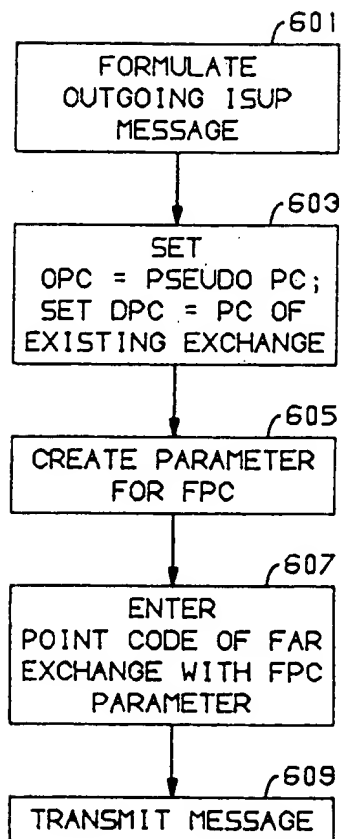 601
FORMULATE
OUTGOING ISUP
MESSAGE
603
SET
OPC = PSEUDO PC;
SET DPC = PC OF
EXISTING EXCHANGE
605
CREATE PARAMETER
FOR FPC
607
ENTER
POINT CODE OF FAR
EXCHANGE WITH FPC
PARAMETER
609
TRANSMIT MESSAGE